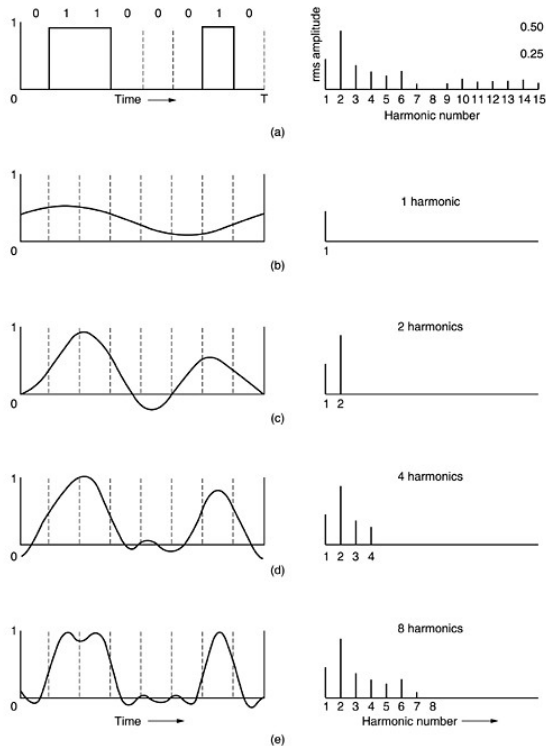 0 1 1 0 0 0 1 0
1
0
Time
T
rms amplitude
0.50
0.25
1 2 3 4 5 6 7 8 9 10 11 12 13 14 15
Harmonic number
(a)
1
0
1 harmonic
1
(b)
1
0
2 harmonics
1 2
(c)
1
0
4 harmonics
1 2 3 4
(d)
1
0
Time
8 harmonics
1 2 3 4 5 6 7 8
Harmonic number
(e)